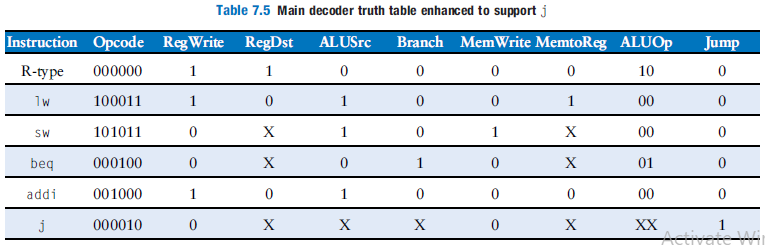 Table 7.5 Main decoder truth table enhanced to support j
Instruction Opcode RegWrite RegDst ALUSrc Branch MemWrite MemtoReg ALUOp Jump
R-type 000000 1 1 0 0 0 0 10 0
lw 100011 1 0 1 0 0 1 00 0
sw 101011 0 X 1 0 1 X 00 0
beq 000100 0 X 0 1 0 X 01 0
addi 001000 1 0 1 0 0 0 00 0
j 000010 0 X X X 0 X XX 1
Activate Wi